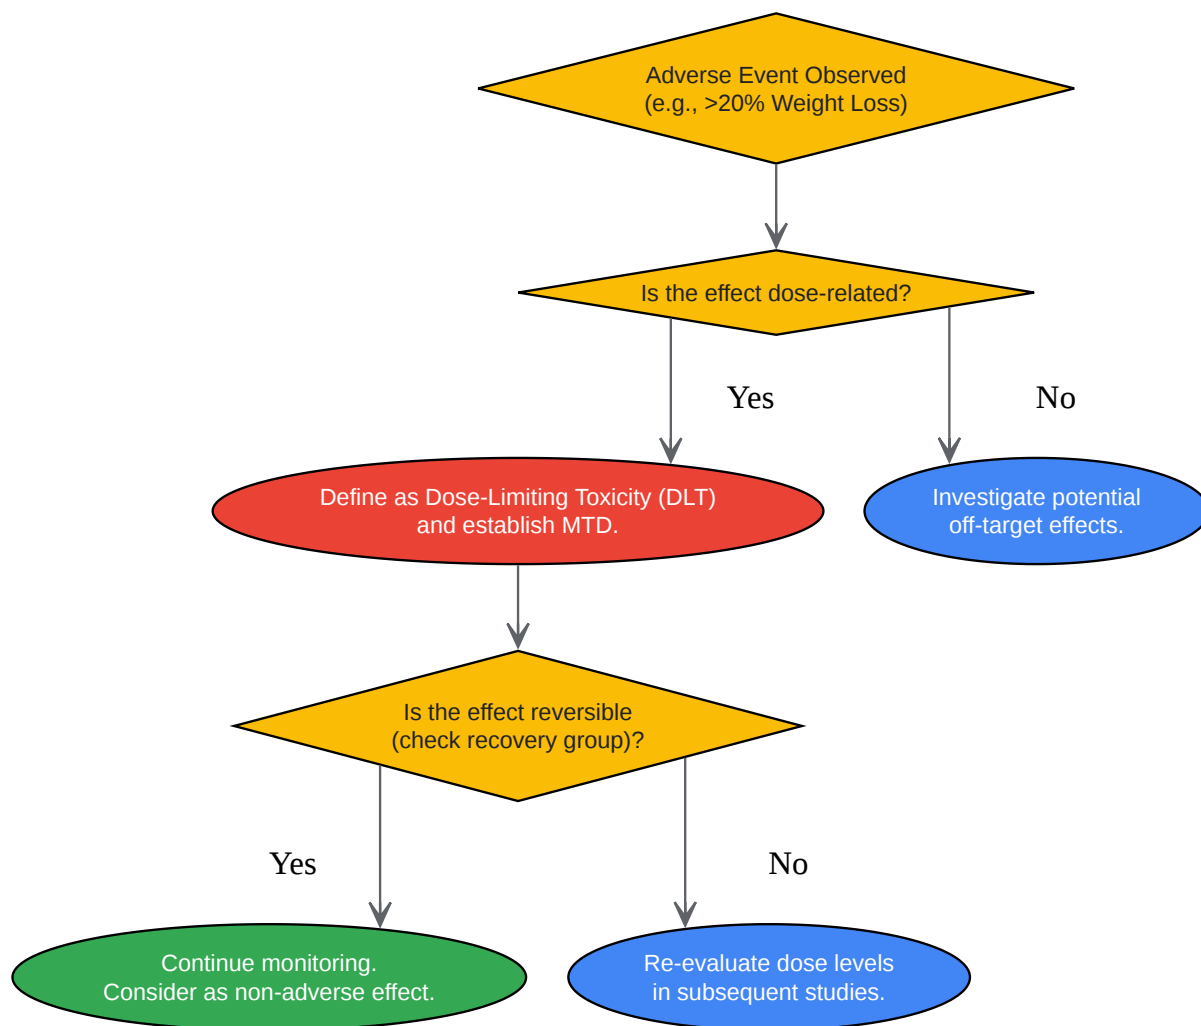 Adverse Event Observed
(e.g., >20% Weight Loss)
Is the effect dose-related?
Yes
No
Define as Dose-Limiting Toxicity (DLT)
and establish MTD.
Investigate potential
off-target effects.
Is the effect reversible
(check recovery group)?
Yes
No
Continue monitoring.
Consider as non-adverse effect.
Re-evaluate dose levels
in subsequent studies.